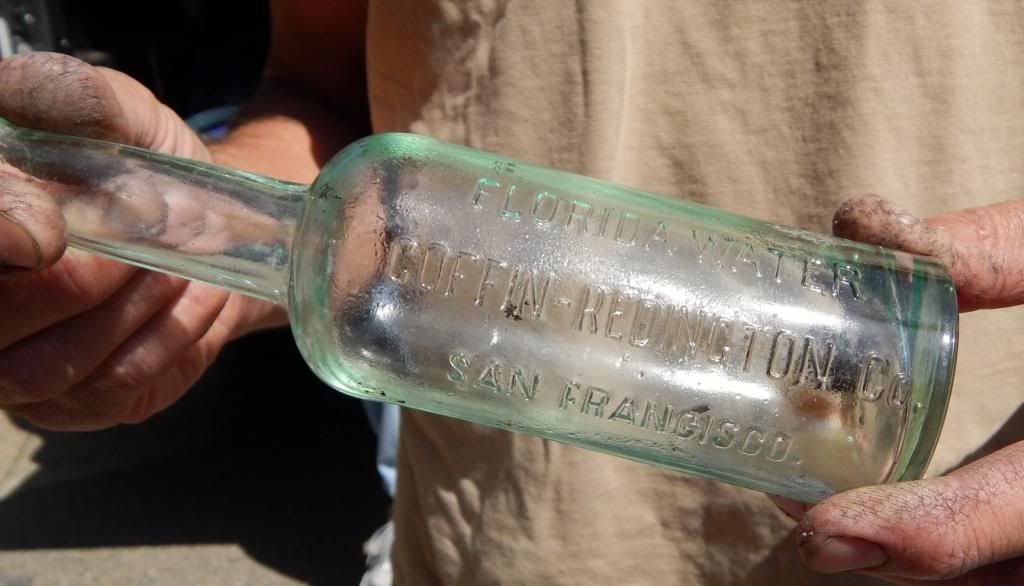 FLORIDA WATER
COFFIN-REDINGTON Co.
SAN FRANCISCO.